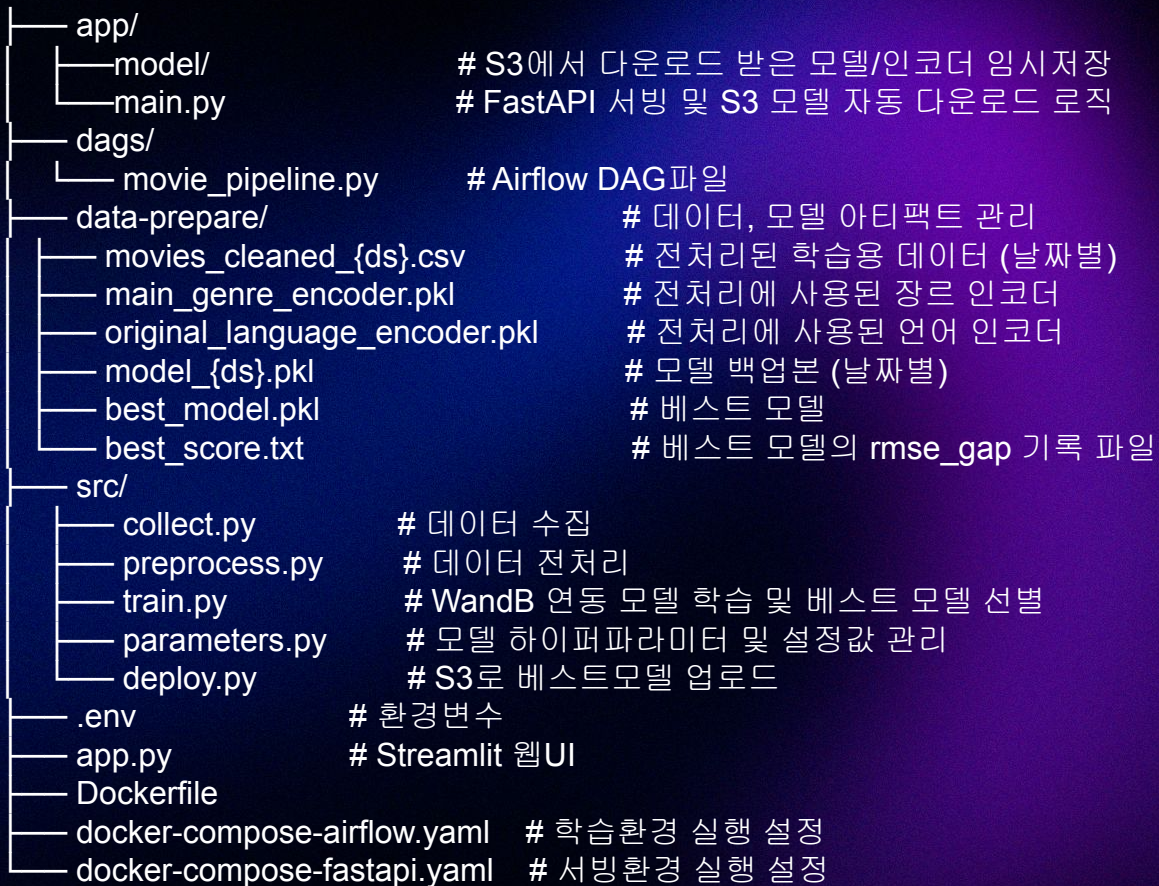 ├── app/
│   ├──model/                # S3에서 다운로드 받은 모델/인코더 임시저장
│   └──main.py               # FastAPI 서빙 및 S3 모델 자동 다운로드 로직
├── dags/
│   └── movie_pipeline.py      # Airflow DAG파일
├── data-prepare/                      # 데이터, 모델 아티팩트 관리
│  ├── movies_cleaned_{ds}.csv          # 전처리된 학습용 데이터 (날짜별)
│  ├── main_genre_encoder.pkl           # 전처리에 사용된 장르 인코더
│  ├── original_language_encoder.pkl      # 전처리에 사용된 언어 인코더
│  ├── model_{ds}.pkl                   # 모델 백업본 (날짜별)
│  ├── best_model.pkl                   # 베스트 모델
│  └── best_score.txt                   # 베스트 모델의 rmse_gap 기록 파일
├── src/
│   ├── collect.py          # 데이터 수집
│   ├── preprocess.py       # 데이터 전처리
│   ├── train.py            # WandB 연동 모델 학습 및 베스트 모델 선별
│   ├── parameters.py       # 모델 하이퍼파라미터 및 설정값 관리
│   └── deploy.py           # S3로 베스트모델 업로드
├── .env               # 환경변수
├── app.py             # Streamlit 웹UI
├── Dockerfile
├── docker-compose-airflow.yaml   # 학습환경 실행 설정
└── docker-compose-fastapi.yaml   # 서빙환경 실행 설정